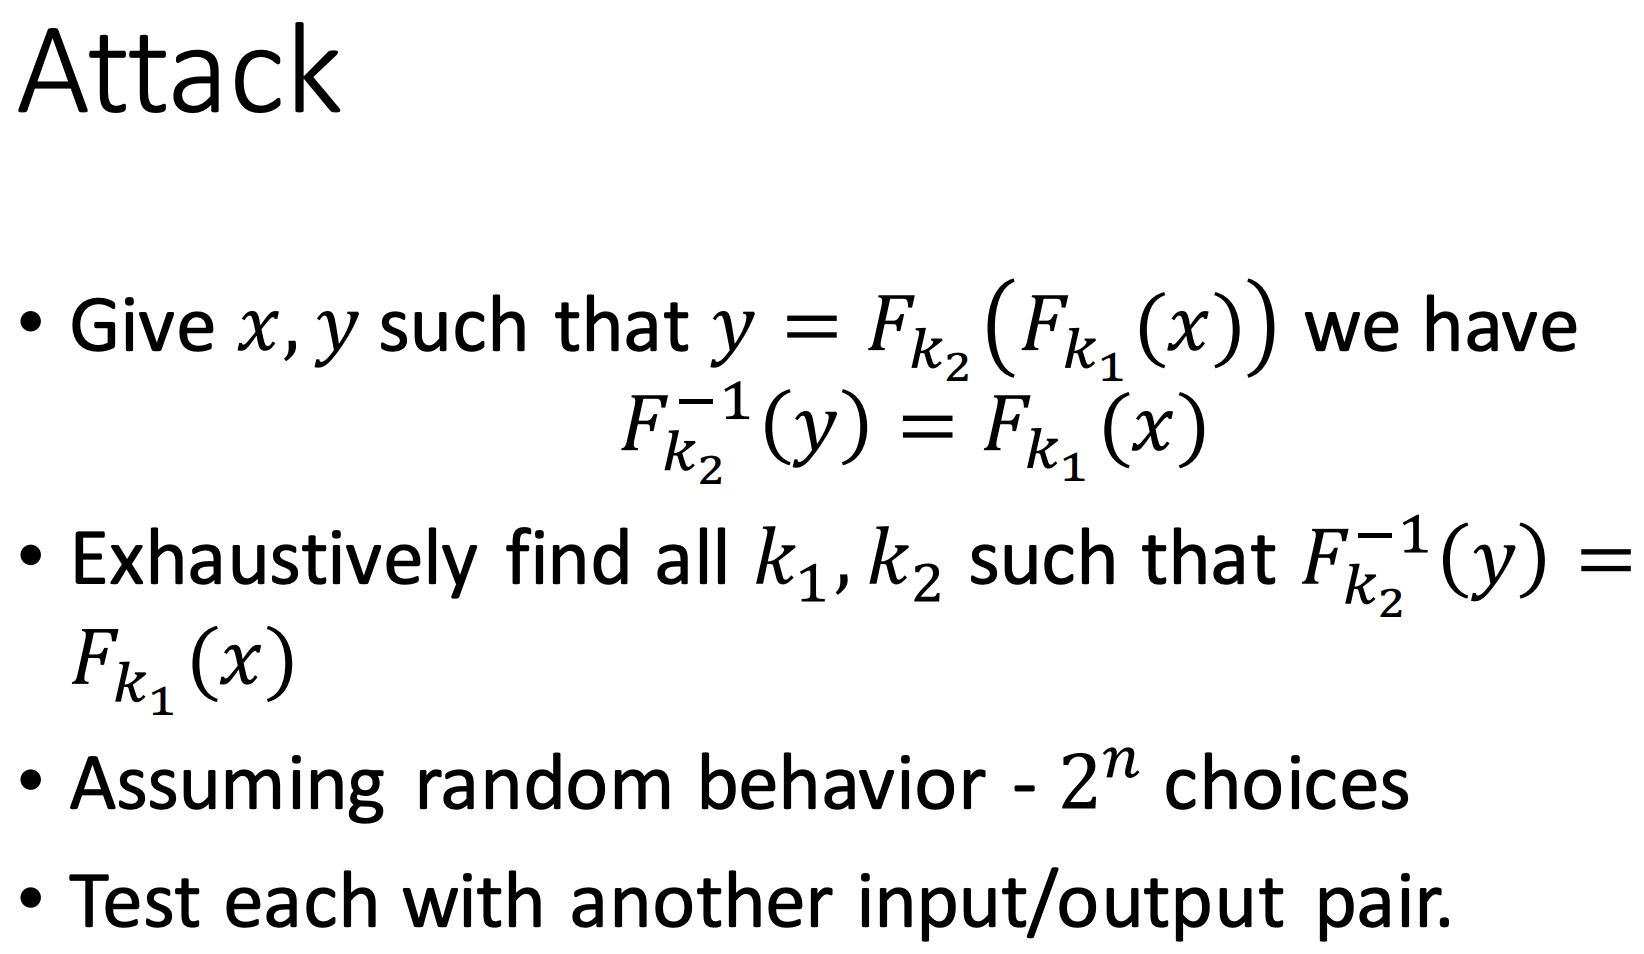 Attack
• Give 𝑥, 𝑦 such that 𝑦 = 𝐹_{𝑘_2}(𝐹_{𝑘_1}(𝑥)) we have
𝐹_{𝑘_2}^{−1}(𝑦) = 𝐹_{𝑘_1}(𝑥)
• Exhaustively find all 𝑘_1, 𝑘_2 such that 𝐹_{𝑘_2}^{−1}(𝑦) =
𝐹_{𝑘_1}(𝑥)
• Assuming random behavior - 2^𝑛 choices
• Test each with another input/output pair.